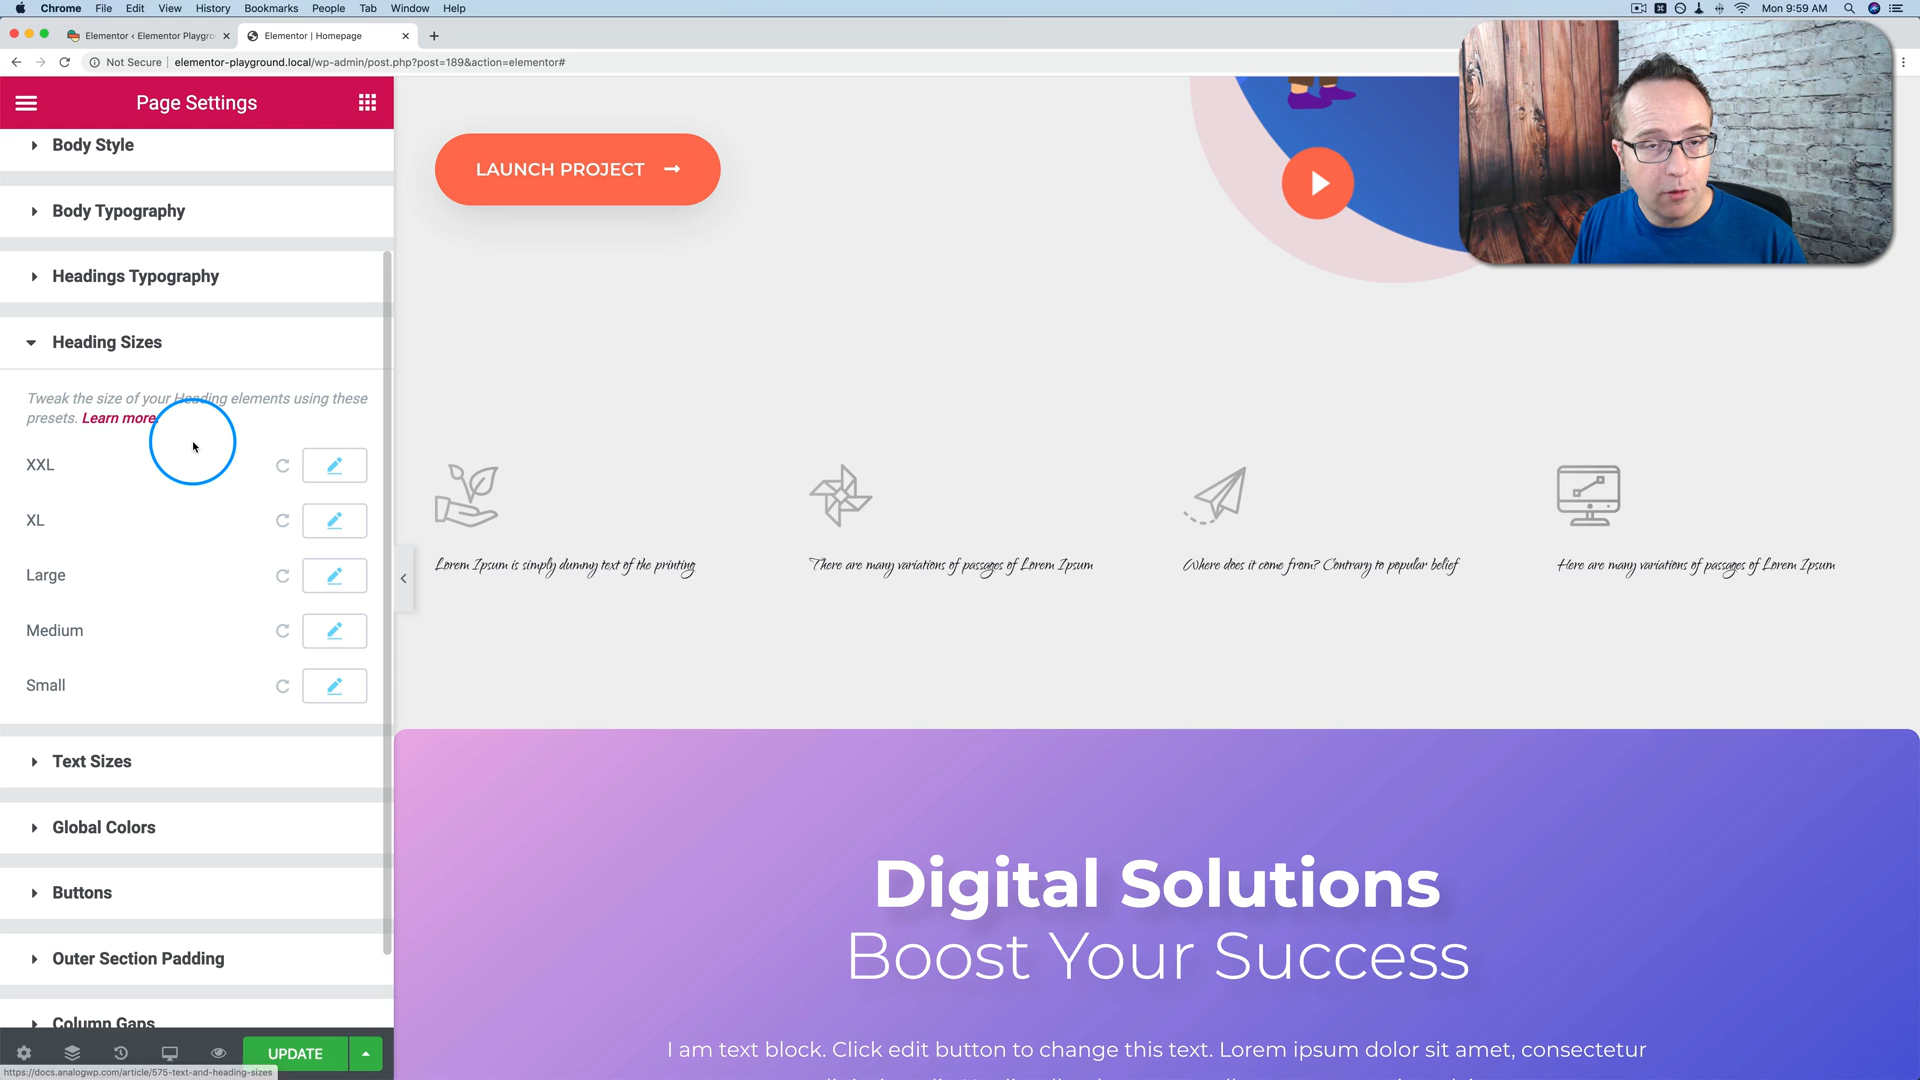 Chrome File Edit View History Bookmarks People Tab Window Help
Mon 9:59 AM
Elementor ‹ Elementor Playgro
Elementor | Homepage
Not Secure | elementor-playground.local/wp-admin/post.php?post=189&action=elementor#
Page Settings
Body Style
Body Typography
Headings Typography
Heading Sizes
Tweak the size of your Heading elements using these
presets. Learn more.
XXL
XL
Large
Medium
Small
Text Sizes
Global Colors
Buttons
Outer Section Padding
Column Gaps
UPDATE
https://docs.analogwp.com/article/575-text-and-heading-sizes
LAUNCH PROJECT
Lorem Ipsum is simply dummy text of the printing
There are many variations of passages of Lorem Ipsum
Where does it come from? Contrary to popular belief
Here are many variations of passages of Lorem Ipsum
Digital Solutions
Boost Your Success
I am text block. Click edit button to change this text. Lorem ipsum dolor sit amet, consectetur